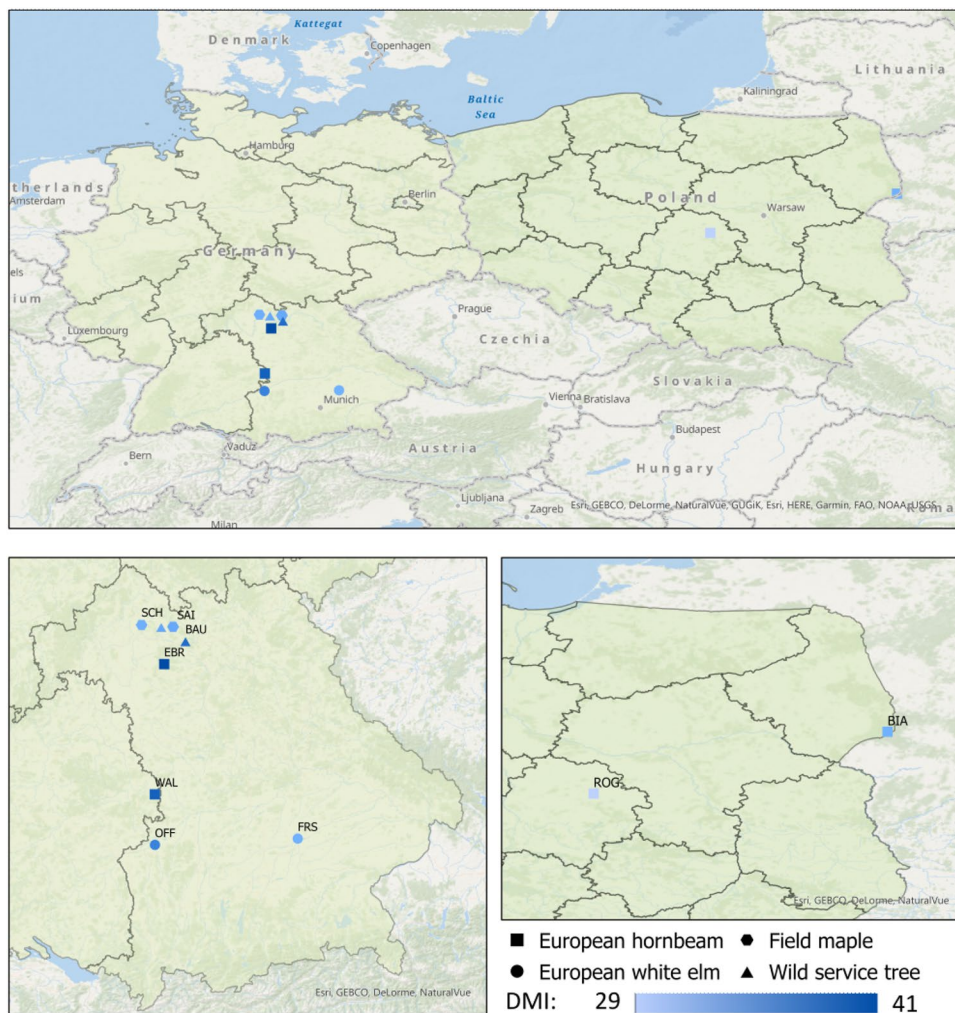 Kattegat
Denmark
Copenhagen
Lithuania
Baltic
Sea
Kaliningrad
Hamburg
therlands
Amsterdam
Berlin
Poland
Warsaw
Germany
els
ium
Luxembourg
Prague
Czechia
Slovakia
Munich
Vienna
Bratislava
Budapest
Vaduz
Austria
Bern
Hungary
Ljubljana
Zagreb
Milan
Esri, GEBCO, DeLorme, NaturalVue, GUGiK, Esri, HERE, Garmin, FAO, NOAA, USGS
Roma
SCH
SAI
BAU
EBR
WAL
OFF
FRS
Esri, GEBCO, DeLorme, NaturalVue
BIA
ROG
Esri, GEBCO, DeLorme, NaturalVue
European hornbeam
Field maple
European white elm
Wild service tree
DMI: 29 41